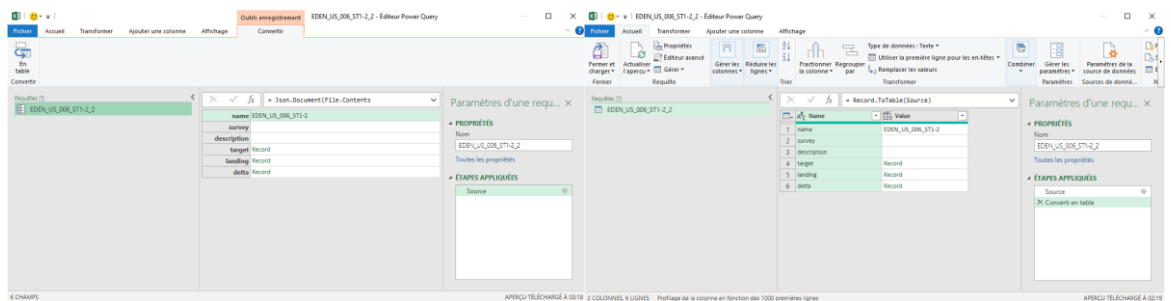 Outils enregistrement EDEN_US_006_ST1-2_2 - Éditeur Power Query
Fichier Accueil Transformer Ajouter une colonne Affichage Convertir
En
table
Convertir
Requêtes [1]
EDEN_US_006_ST1-2_2
= Json.Document(File.Contents
name EDEN_US_006_ST1-2
survey
description
target Record
landing Record
delta Record
Paramètres d'une requ...
PROPRIÉTÉS
Nom
EDEN_US_006_ST1-2_2
Toutes les propriétés
ÉTAPES APPLIQUÉES
Source
6 CHAMPS
APERÇU TÉLÉCHARGÉ À 02:18
EDEN_US_006_ST1-2_2 - Éditeur Power Query
Fichier Accueil Transformer Ajouter une colonne Affichage
Fermer et
charger
Fermer
Actualiser
l'aperçu
Propriétés
Éditeur avancé
Gérer
Requête
Gérer les
colonnes
Réduire les
lignes
Trier
Fractionner
la colonne
Regrouper
par
Type de données : Texte
Utiliser la première ligne pour les en-têtes
Remplacer les valeurs
Transformer
Combiner
Gérer les
paramètres
Paramètres
Paramètres de la
source de données
Sources de donné...
Requêtes [1]
EDEN_US_006_ST1-2_2
= Record.ToTable(Source)
Name Value
1 name EDEN_US_006_ST1-2
2 survey
3 description
4 target Record
5 landing Record
6 delta Record
Paramètres d'une requ...
PROPRIÉTÉS
Nom
EDEN_US_006_ST1-2_2
Toutes les propriétés
ÉTAPES APPLIQUÉES
Source
Converti en table
2 COLONNES, 6 LIGNES Profilage de la colonne en fonction des 1000 premières lignes
APERÇU TÉLÉCHARGÉ À 02:19